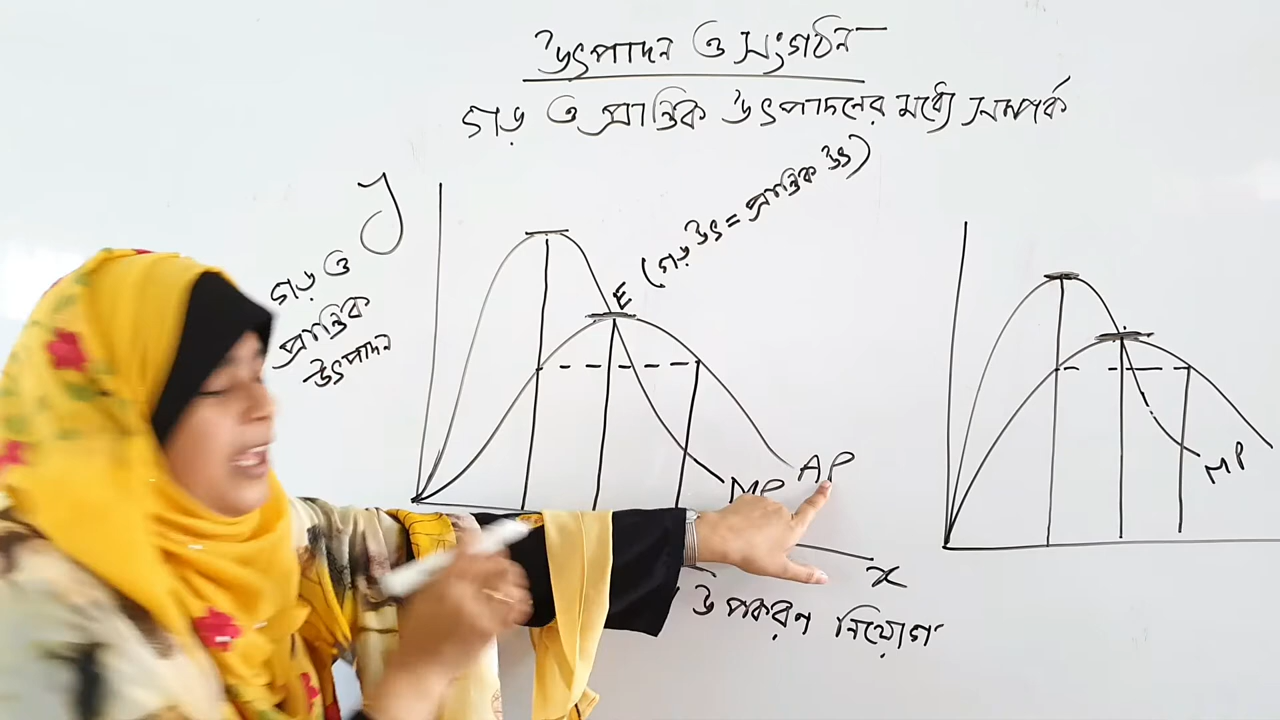 উৎপাদন ও সংগঠন
গড় ও প্রান্তিক উৎপাদনের মধ্যে সম্পর্ক
y
গড় ও
প্রান্তিক
উৎপাদন
E (গড় উৎ = প্রান্তিক উৎ)
AP
MP
x
উপকরণ নিয়োগ
MP